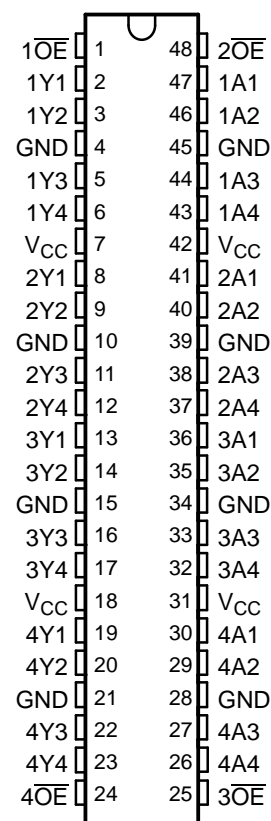 1O̅E̅ 1 48 2O̅E̅
1Y1 2 47 1A1
1Y2 3 46 1A2
GND 4 45 GND
1Y3 5 44 1A3
1Y4 6 43 1A4
VCC 7 42 VCC
2Y1 8 41 2A1
2Y2 9 40 2A2
GND 10 39 GND
2Y3 11 38 2A3
2Y4 12 37 2A4
3Y1 13 36 3A1
3Y2 14 35 3A2
GND 15 34 GND
3Y3 16 33 3A3
3Y4 17 32 3A4
VCC 18 31 VCC
4Y1 19 30 4A1
4Y2 20 29 4A2
GND 21 28 GND
4Y3 22 27 4A3
4Y4 23 26 4A4
4O̅E̅ 24 25 3O̅E̅